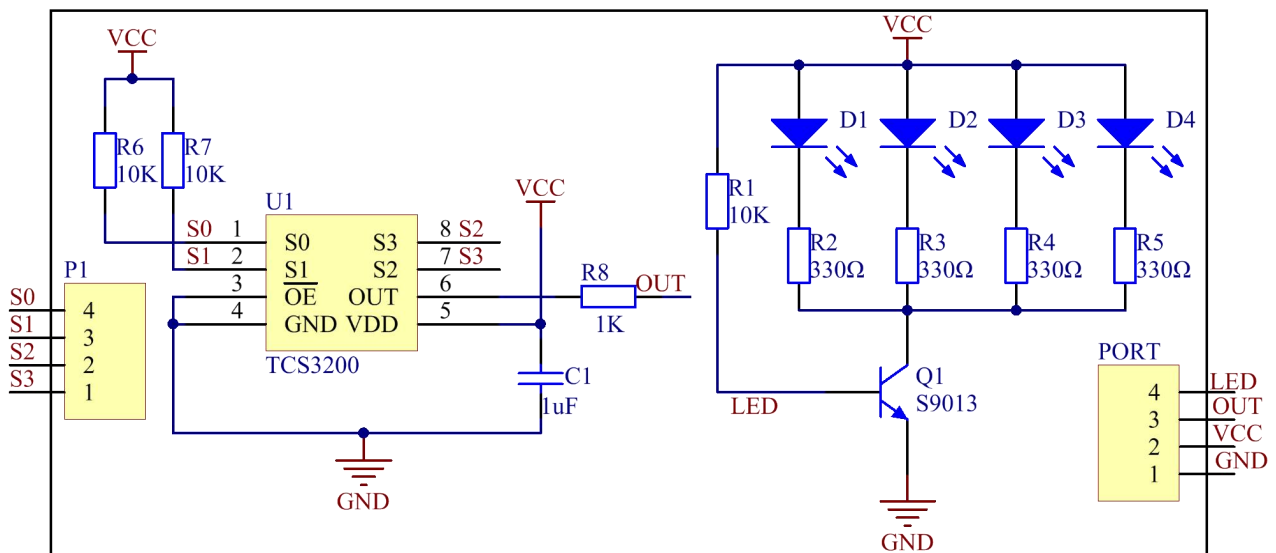 VCC
R6
10K
R7
10K
U1
S0 1 S0 S3 8 S2
S1 2 S1 S2 7 S3
3 OE OUT 6
4 GND VDD 5
TCS3200
P1
S0 4
S1 3
S2 2
S3 1
VCC
R8
1K
OUT
C1
1uF
GND
VCC
D1
D2
D3
D4
R1
10K
R2
330Ω
R3
330Ω
R4
330Ω
R5
330Ω
LED
Q1
S9013
GND
PORT
4 LED
3 OUT
2 VCC
1 GND